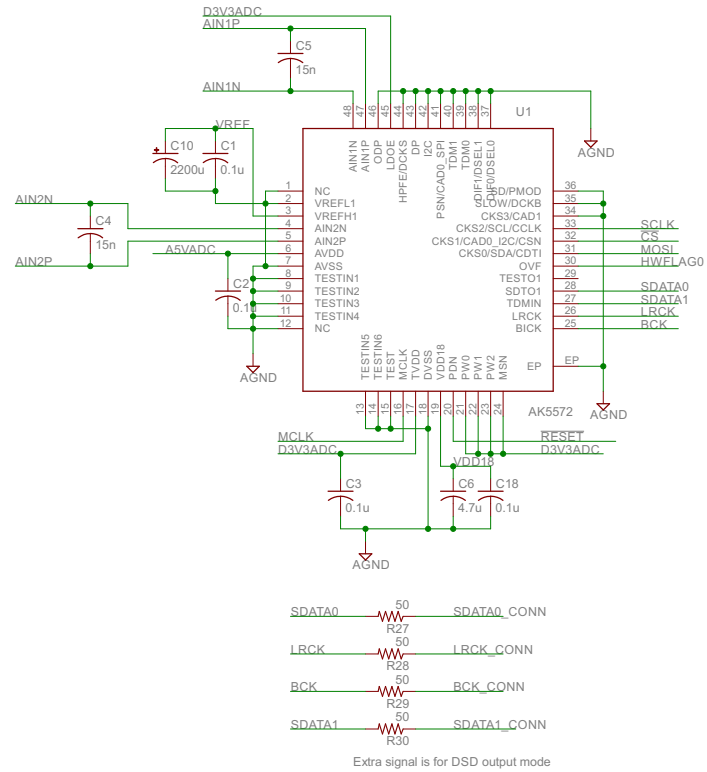 D3V3ADC
AIN1P
C5
15n
AIN1N
48
47
46
45
44
43
42
41
40
39
38
37
U1
AIN1N
AIN1P
ODP
LDOE
HPFE/DCKS
DP
I2C
PSN/CAD0_SPI
TDM1
TDM0
DIF1/DSEL1
DIF0/DSEL0
AGND
VREF
C10
2200u
C1
0.1u
AIN2N
C4
15n
AIN2P
A5VADC
C2
0.1u
AGND
1 NC
2 VREFL1
3 VREFH1
4 AIN2N
5 AIN2P
6 AVDD
7 AVSS
8 TESTIN1
9 TESTIN2
10 TESTIN3
11 TESTIN4
12 NC
SD/PMOD 36
SLOW/DCKB 35
CKS3/CAD1 34
CKS2/SCL/CCLK 33 SCLK
CKS1/CAD0_I2C/CSN 32 CS
CKS0/SDA/CDTI 31 MOSI
OVF 30 HWFLAG0
TESTO1 29
SDTO1 28 SDATA0
TDMIN 27 SDATA1
LRCK 26 LRCK
BICK 25 BCK
EP EP
AGND
TESTIN5
TESTIN6
TEST
MCLK
TVDD
DVSS
VDD18
PDN
PW0
PW1
PW2
MSN
13
14
15
16
17
18
19
20
21
22
23
24
AK5572
MCLK
D3V3ADC
RESET
D3V3ADC
VDD18
C3
0.1u
C6
4.7u
C18
0.1u
AGND
SDATA0 50 SDATA0_CONN
R27
LRCK 50 LRCK_CONN
R28
BCK 50 BCK_CONN
R29
SDATA1 50 SDATA1_CONN
R30
Extra signal is for DSD output mode